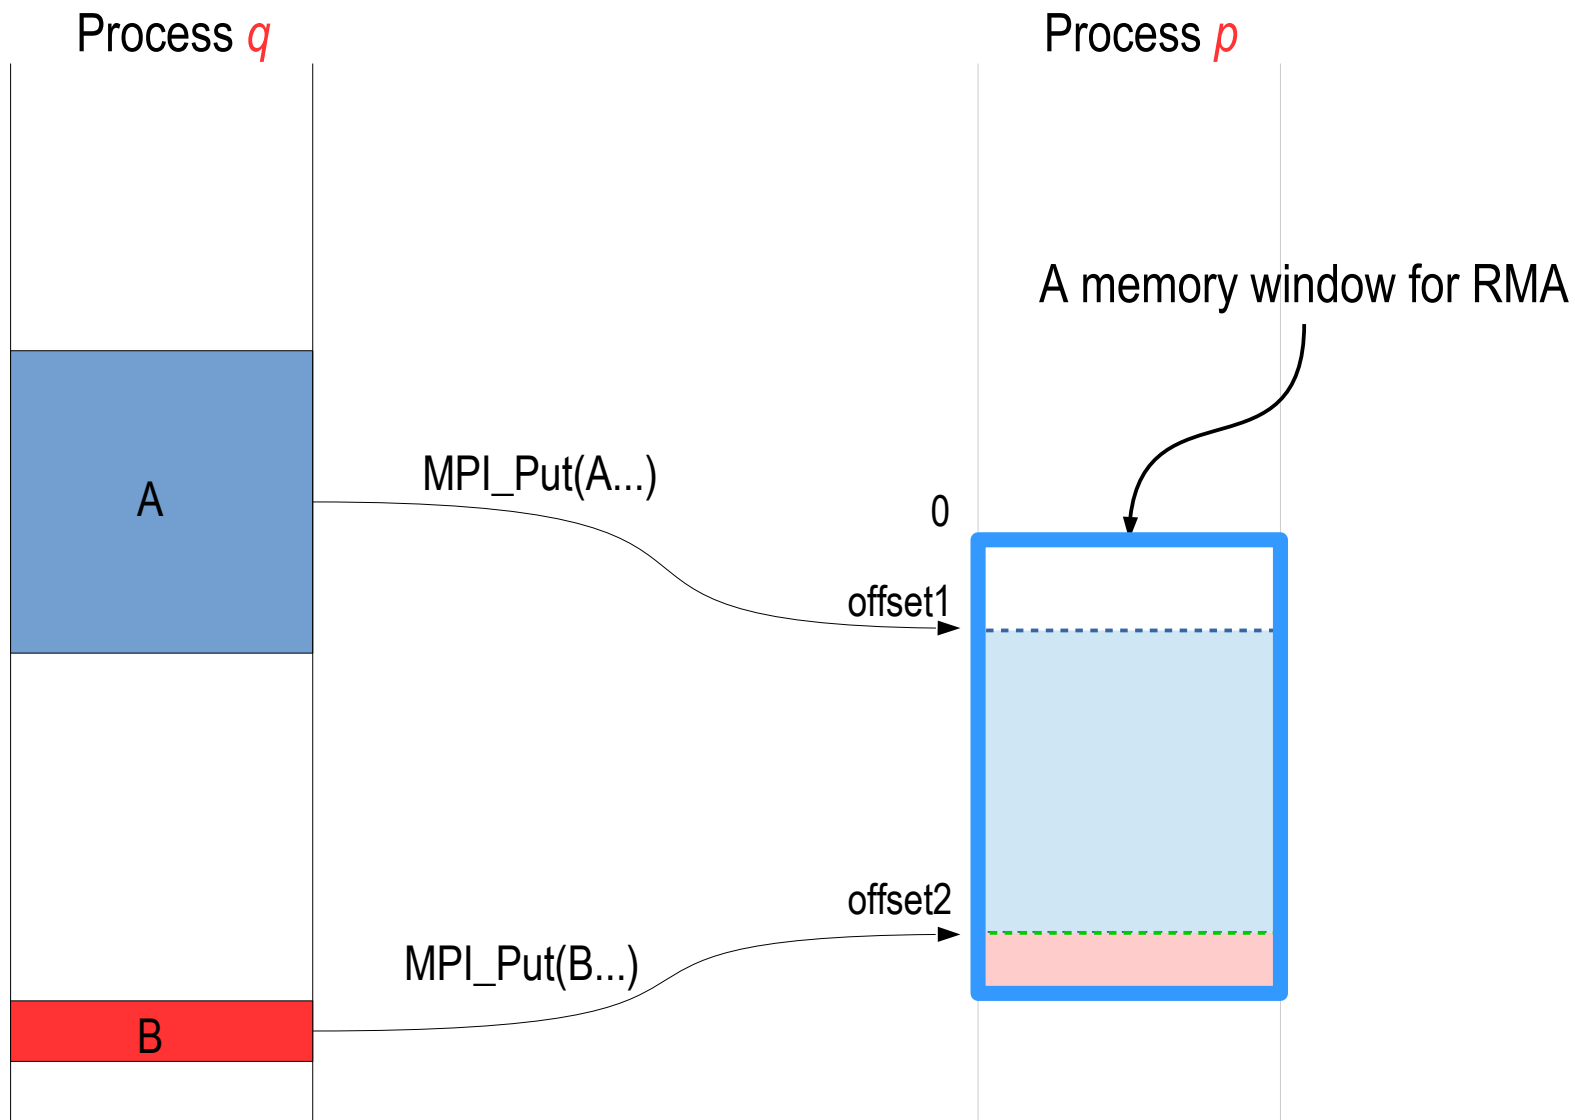 Process q
Process p
A memory window for RMA
A
MPI_Put(A...)
0
offset1
offset2
MPI_Put(B...)
B